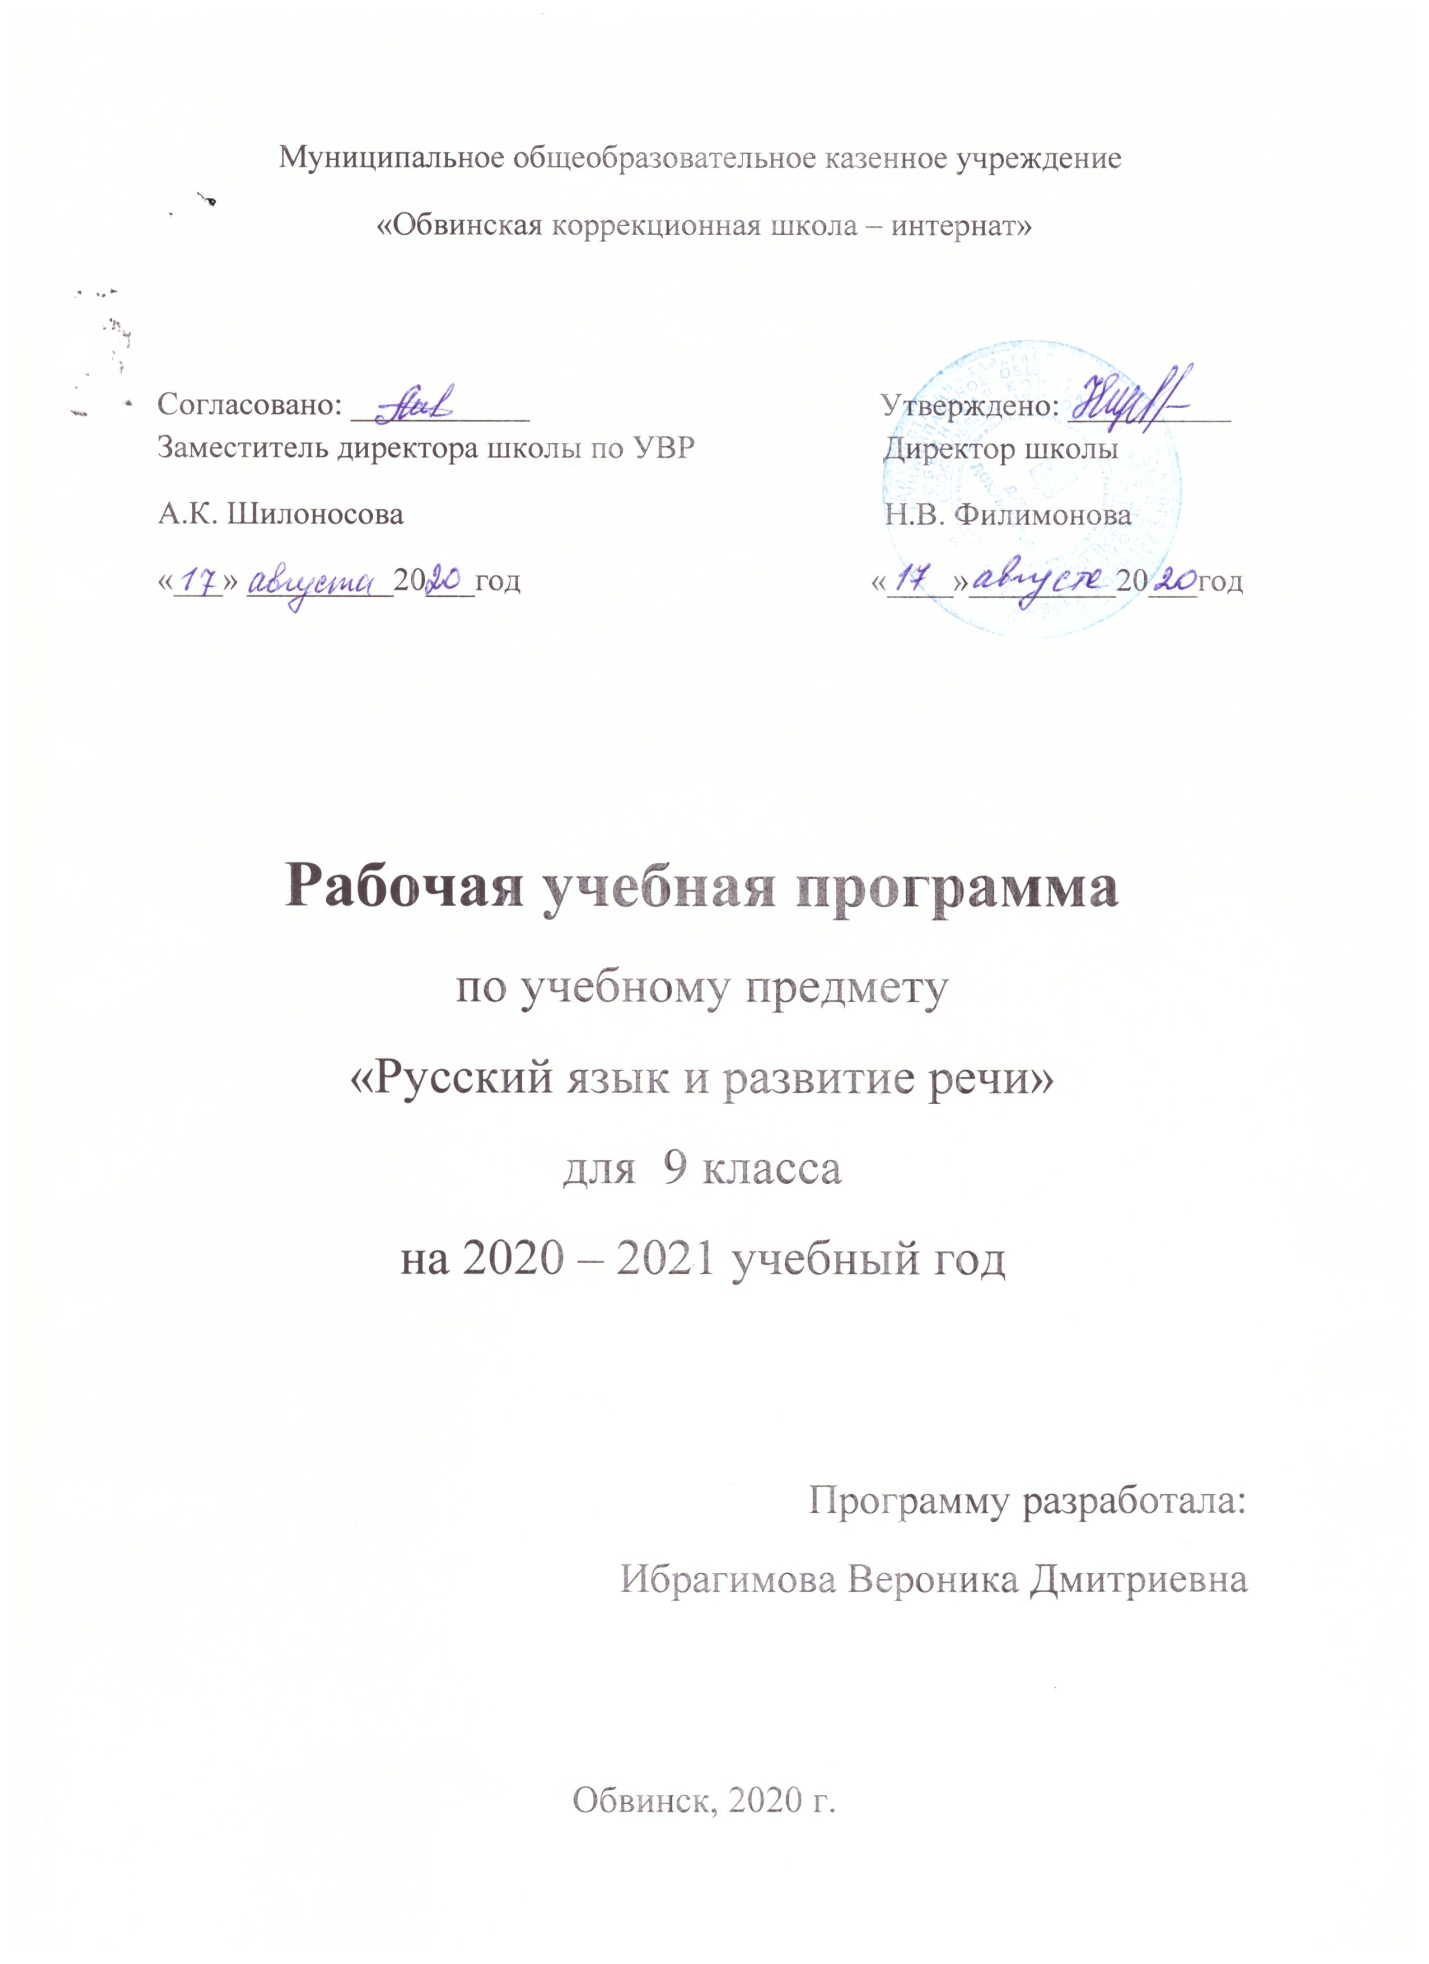 Муниципальное общеобразовательное казенное учреждение
«Обвинская коррекционная школа – интернат»
Согласовано: ___________ Утверждено: __________
Заместитель директора школы по УВР Директор школы
А.К. Шилоносова Н.В. Филимонова
«17» августа 2020 год «17» августа 2020 год
Рабочая учебная программа
по учебному предмету
«Русский язык и развитие речи»
для 9 класса
на 2020 – 2021 учебный год
Программу разработала:
Ибрагимова Вероника Дмитриевна
Обвинск, 2020 г.